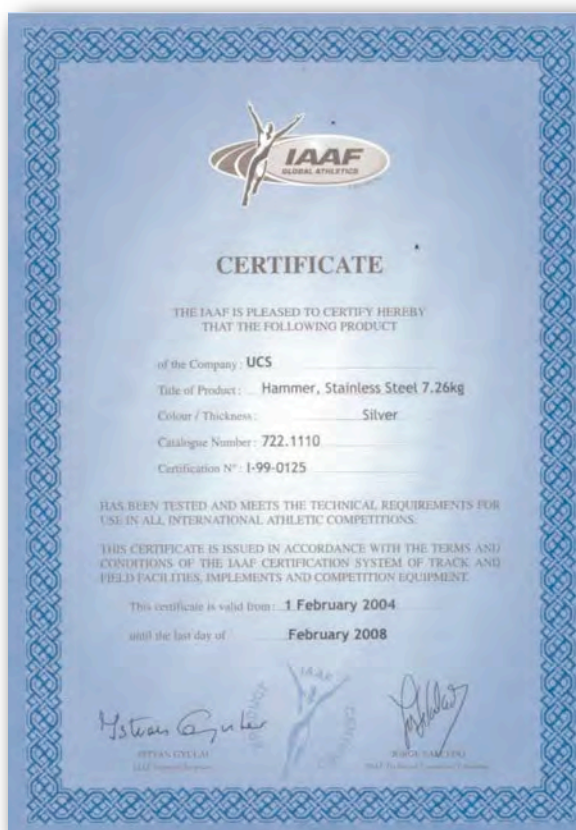 IAAF
GLOBAL ATHLETICS
CERTIFICATE
THE IAAF IS PLEASED TO CERTIFY HEREBY
THAT THE FOLLOWING PRODUCT
of the Company : UCS
Title of Product : Hammer, Stainless Steel 7.26kg
Colour / Thickness : Silver
Catalogue Number : 722.1110
Certification N° : I-99-0125
HAS BEEN TESTED AND MEETS THE TECHNICAL REQUIREMENTS FOR
USE IN ALL INTERNATIONAL ATHLETIC COMPETITIONS.
THIS CERTIFICATE IS ISSUED IN ACCORDANCE WITH THE TERMS AND
CONDITIONS OF THE IAAF CERTIFICATION SYSTEM OF TRACK AND
FIELD FACILITIES, IMPLEMENTS AND COMPETITION EQUIPMENT.
This certificate is valid from : 1 February 2004
until the last day of February 2008
IAAF
ISTVAN GYULAI
JORGE